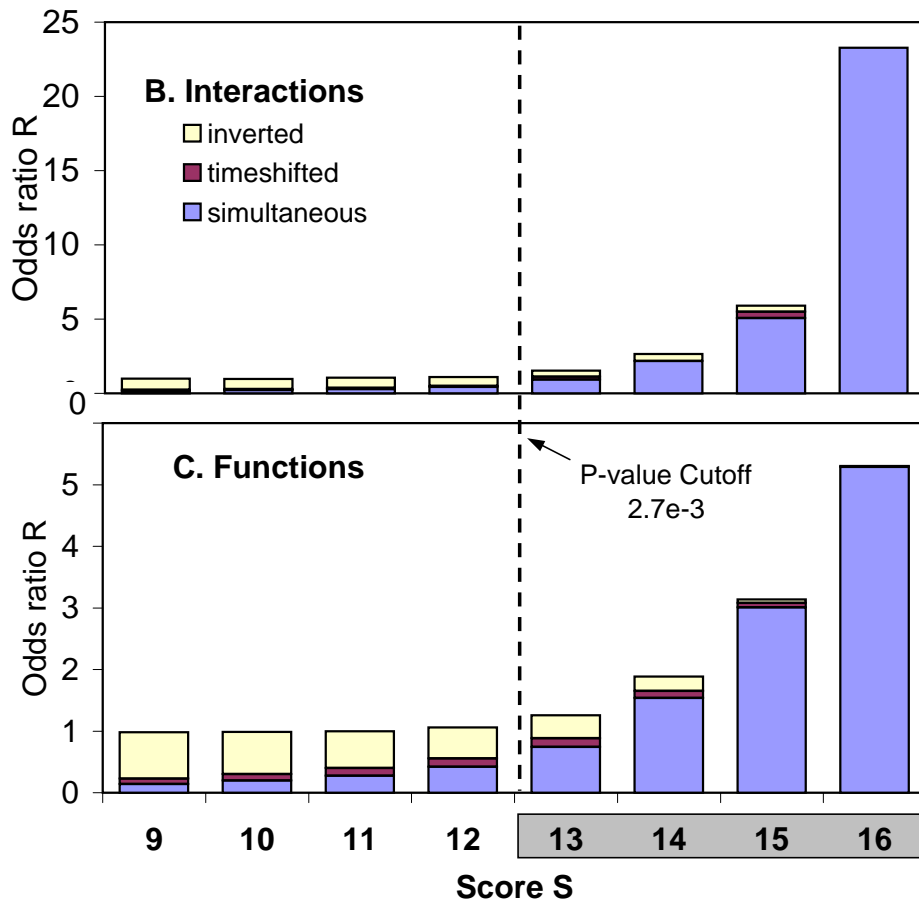 25
20
15
10
5
0
Odds ratio R
B. Interactions
inverted
timeshifted
simultaneous
C. Functions
P-value Cutoff
2.7e-3
5
4
3
2
1
0
Odds ratio R
9 10 11 12 13 14 15 16
Score S